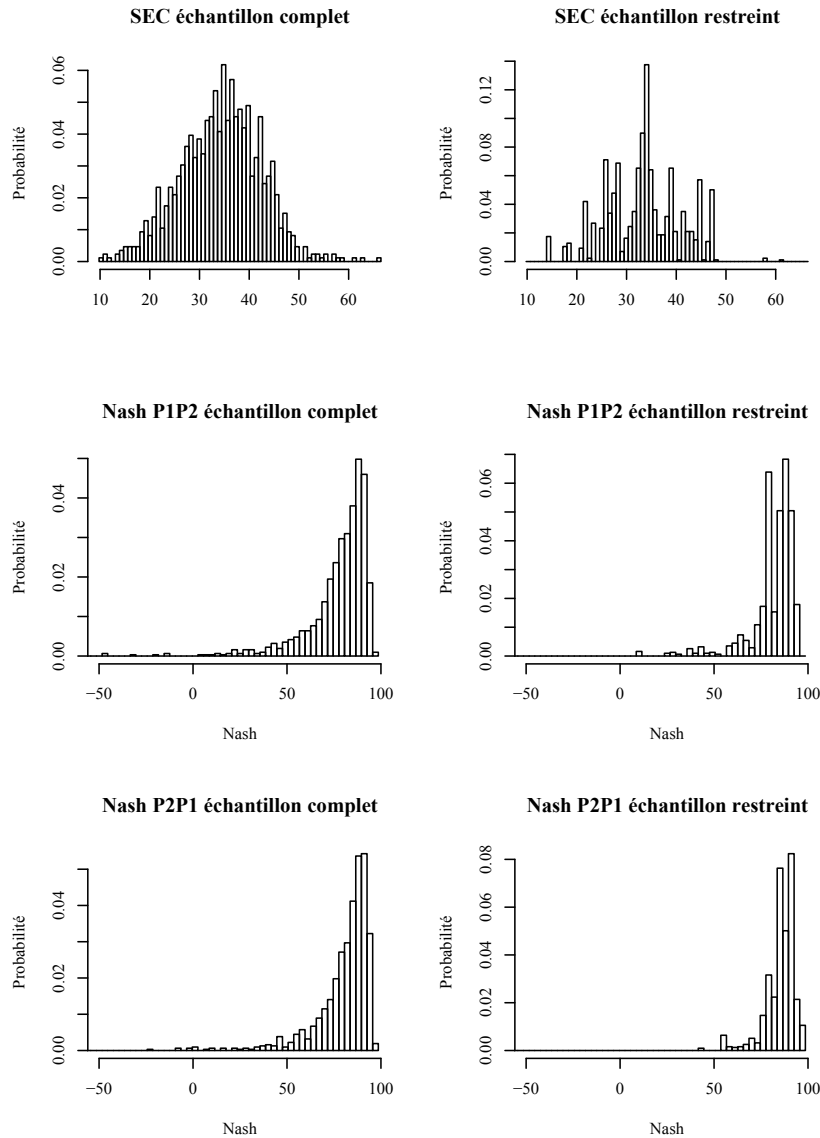 SEC échantillon complet
Probabilité
0.00 0.02 0.04 0.06
10 20 30 40 50 60
SEC échantillon restreint
Probabilité
0.00 0.04 0.08 0.12
10 20 30 40 50 60
Nash P1P2 échantillon complet
Probabilité
0.00 0.02 0.04
−50 0 50 100
Nash
Nash P1P2 échantillon restreint
Probabilité
0.00 0.02 0.04 0.06
−50 0 50 100
Nash
Nash P2P1 échantillon complet
Probabilité
0.00 0.02 0.04
−50 0 50 100
Nash
Nash P2P1 échantillon restreint
Probabilité
0.00 0.02 0.04 0.06 0.08
−50 0 50 100
Nash